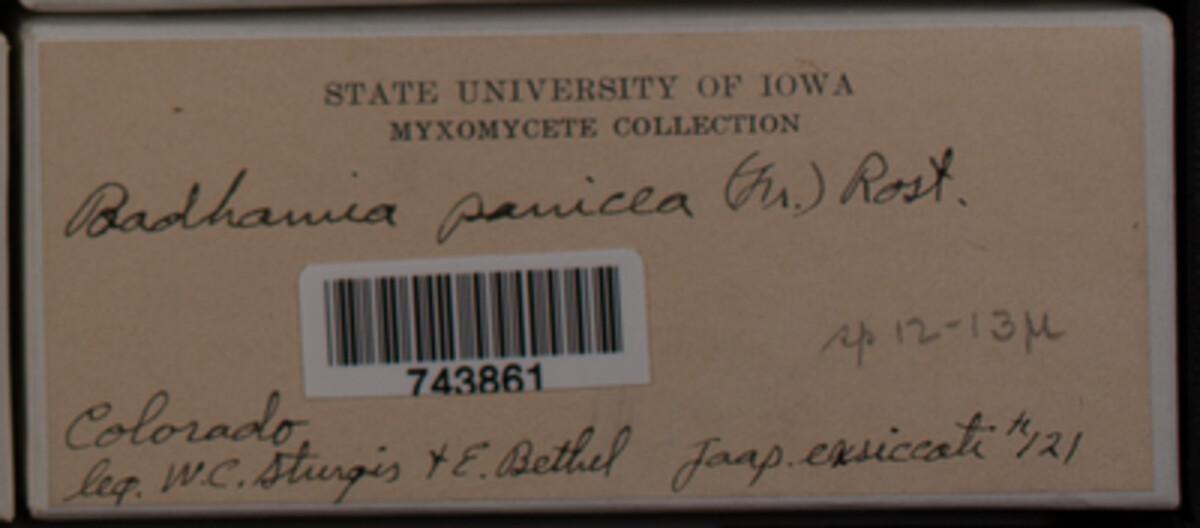 STATE UNIVERSITY OF IOWA
MYXOMYCETE COLLECTION
Badhamia panicea (Fr.) Rost.
743861
sp 12-13 µ
Colorado
leg. W.C. Sturgis + E. Bethel Jaap. exsiccati #121